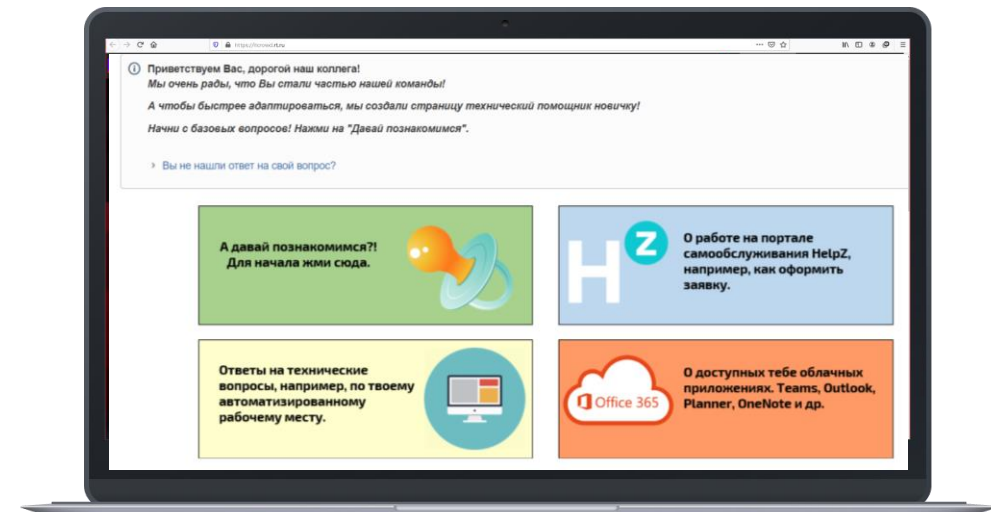 Приветствуем Вас, дорогой наш коллега!
Мы очень рады, что Вы стали частью нашей команды!
А чтобы быстрее адаптироваться, мы создали страницу технический помощник новичку!
Начни с базовых вопросов! Нажми на "Давай познакомимся".
Вы не нашли ответ на свой вопрос?
А давай познакомимся?!
Для начала жми сюда.
H Z
О работе на портале
самообслуживания HelpZ,
например, как оформить
заявку.
Ответы на технические
вопросы, например, по твоему
автоматизированному
рабочему месту.
Office 365
О доступных тебе облачных
приложениях. Teams, Outlook,
Planner, OneNote и др.